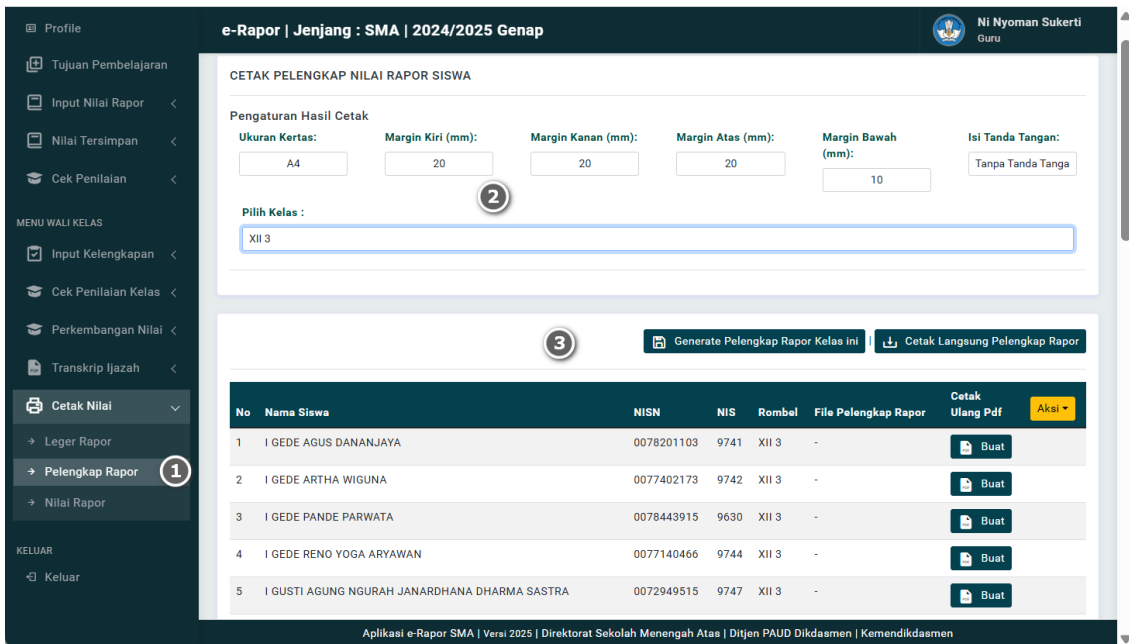 Profile
Tujuan Pembelajaran
Input Nilai Rapor
Nilai Tersimpan
Cek Penilaian
MENU WALI KELAS
Input Kelengkapan
Cek Penilaian Kelas
Perkembangan Nilai
Transkrip Ijazah
Cetak Nilai
Leger Rapor
Pelengkap Rapor 1
Nilai Rapor
KELUAR
Keluar
e-Rapor | Jenjang : SMA | 2024/2025 Genap
Ni Nyoman Sukerti
Guru
CETAK PELENGKAP NILAI RAPOR SISWA
Pengaturan Hasil Cetak
Ukuran Kertas: Margin Kiri (mm): Margin Kanan (mm): Margin Atas (mm): Margin Bawah (mm): Isi Tanda Tangan:
A4 20 20 20 10 Tanpa Tanda Tanga
2
Pilih Kelas :
XII 3
3 Generate Pelengkap Rapor Kelas ini | Cetak Langsung Pelengkap Rapor
No Nama Siswa NISN NIS Rombel File Pelengkap Rapor Cetak Ulang Pdf Aksi
1 I GEDE AGUS DANANJAYA 0078201103 9741 XII 3 - Buat
2 I GEDE ARTHA WIGUNA 0077402173 9742 XII 3 - Buat
3 I GEDE PANDE PARWATA 0078443915 9630 XII 3 - Buat
4 I GEDE RENO YOGA ARYAWAN 0077140466 9744 XII 3 - Buat
5 I GUSTI AGUNG NGURAH JANARDHANA DHARMA SASTRA 0072949515 9747 XII 3 - Buat
Aplikasi e-Rapor SMA | Versi 2025 | Direktorat Sekolah Menengah Atas | Ditjen PAUD Dikdasmen | Kemendikdasmen